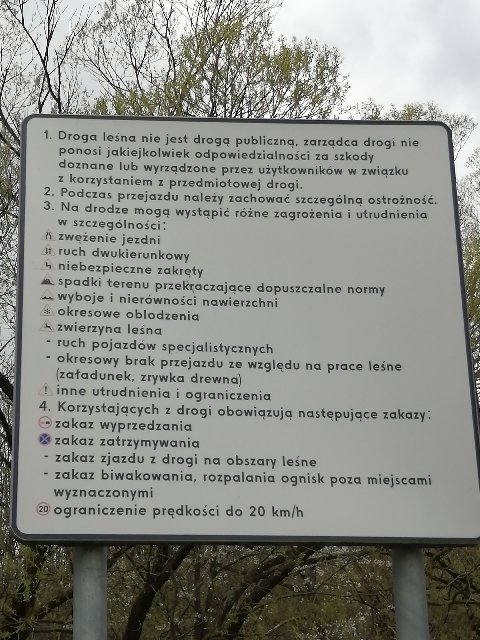 1. Droga leśna nie jest drogą publiczną, zarządca drogi nie
ponosi jakiejkolwiek odpowiedzialności za szkody
doznane lub wyrządzone przez użytkowników w związku
z korzystaniem z przedmiotowej drogi.
2. Podczas przejazdu należy zachować szczególną ostrożność.
3. Na drodze mogą wystąpić różne zagrożenia i utrudnienia
w szczególności:
zwężenie jezdni
ruch dwukierunkowy
niebezpieczne zakręty
spadki terenu przekraczające dopuszczalne normy
wyboje i nierówności nawierzchni
okresowe oblodzenia
zwierzyna leśna
- ruch pojazdów specjalistycznych
- okresowy brak przejazdu ze względu na prace leśne
(załadunek, zrywka drewna)
inne utrudnienia i ograniczenia
4. Korzystających z drogi obowiązują następujące zakazy:
zakaz wyprzedzania
zakaz zatrzymywania
- zakaz zjazdu z drogi na obszary leśne
- zakaz biwakowania, rozpalania ognisk poza miejscami
wyznaczonymi
20 ograniczenie prędkości do 20 km/h